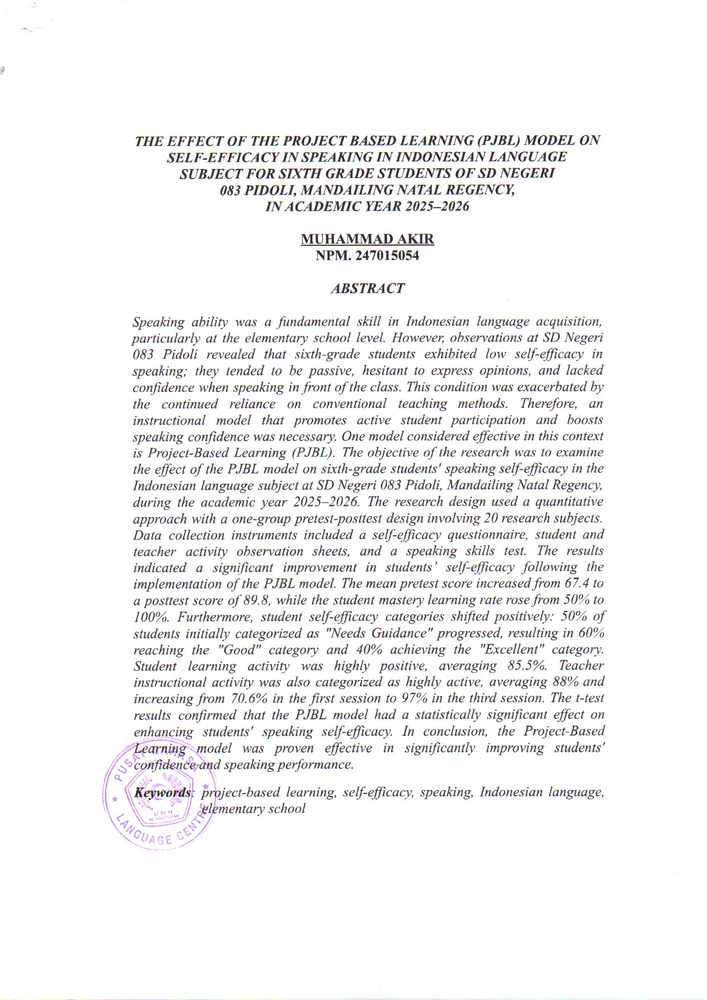 THE EFFECT OF THE PROJECT BASED LEARNING (PJBL) MODEL ON
SELF-EFFICACY IN SPEAKING IN INDONESIAN LANGUAGE
SUBJECT FOR SIXTH GRADE STUDENTS OF SD NEGERI
083 PIDOLI, MANDAILING NATAL REGENCY,
IN ACADEMIC YEAR 2025–2026
MUHAMMAD AKIR
NPM. 247015054
ABSTRACT
Speaking ability was a fundamental skill in Indonesian language acquisition,
particularly at the elementary school level. However, observations at SD Negeri
083 Pidoli revealed that sixth-grade students exhibited low self-efficacy in
speaking; they tended to be passive, hesitant to express opinions, and lacked
confidence when speaking in front of the class. This condition was exacerbated by
the continued reliance on conventional teaching methods. Therefore, an
instructional model that promotes active student participation and boosts
speaking confidence was necessary. One model considered effective in this context
is Project-Based Learning (PJBL). The objective of the research was to examine
the effect of the PJBL model on sixth-grade students' speaking self-efficacy in the
Indonesian language subject at SD Negeri 083 Pidoli, Mandailing Natal Regency,
during the academic year 2025–2026. The research design used a quantitative
approach with a one-group pretest-posttest design involving 20 research subjects.
Data collection instruments included a self-efficacy questionnaire, student and
teacher activity observation sheets, and a speaking skills test. The results
indicated a significant improvement in students’ self-efficacy following the
implementation of the PJBL model. The mean pretest score increased from 67.4 to
a posttest score of 89.8, while the student mastery learning rate rose from 50% to
100%. Furthermore, student self-efficacy categories shifted positively: 50% of
students initially categorized as "Needs Guidance" progressed, resulting in 60%
reaching the "Good" category and 40% achieving the "Excellent" category.
Student learning activity was highly positive, averaging 85.5%. Teacher
instructional activity was also categorized as highly active, averaging 88% and
increasing from 70.6% in the first session to 97% in the third session. The t-test
results confirmed that the PJBL model had a statistically significant effect on
enhancing students' speaking self-efficacy. In conclusion, the Project-Based
Learning model was proven effective in significantly improving students'
confidence and speaking performance.
Keywords: project-based learning, self-efficacy, speaking, Indonesian language,
elementary school
PUSAT BAHASA
UMN
AL WASHLIYAH
LANGUAGE CENTRE